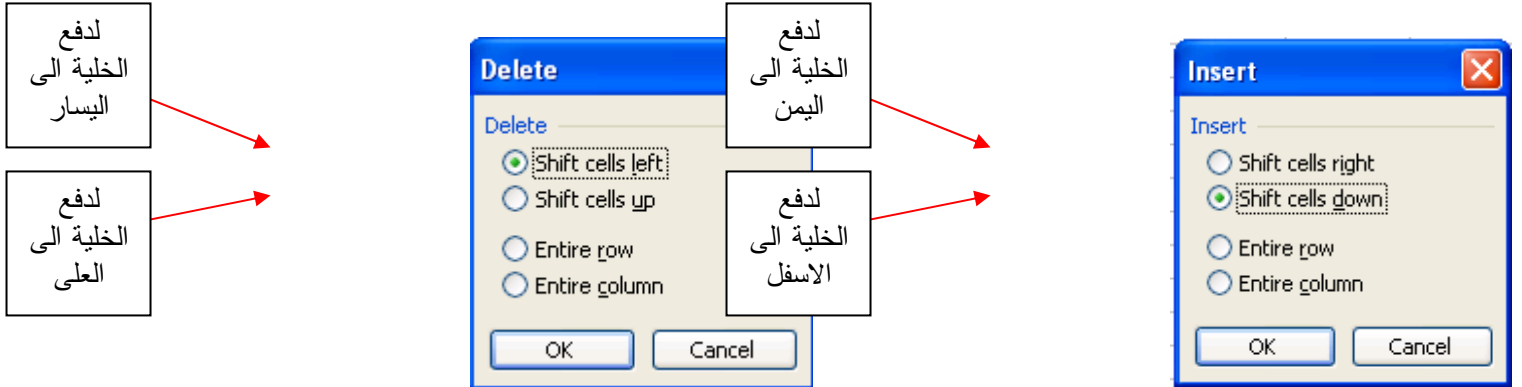 لدفع
الخلية الى
اليسار
لدفع
الخلية الى
العلى
Delete
Delete
Shift cells left
Shift cells up
Entire row
Entire column
OK
Cancel
لدفع
الخلية الى
اليمن
لدفع
الخلية الى
الاسفل
Insert
Insert
Shift cells right
Shift cells down
Entire row
Entire column
OK
Cancel